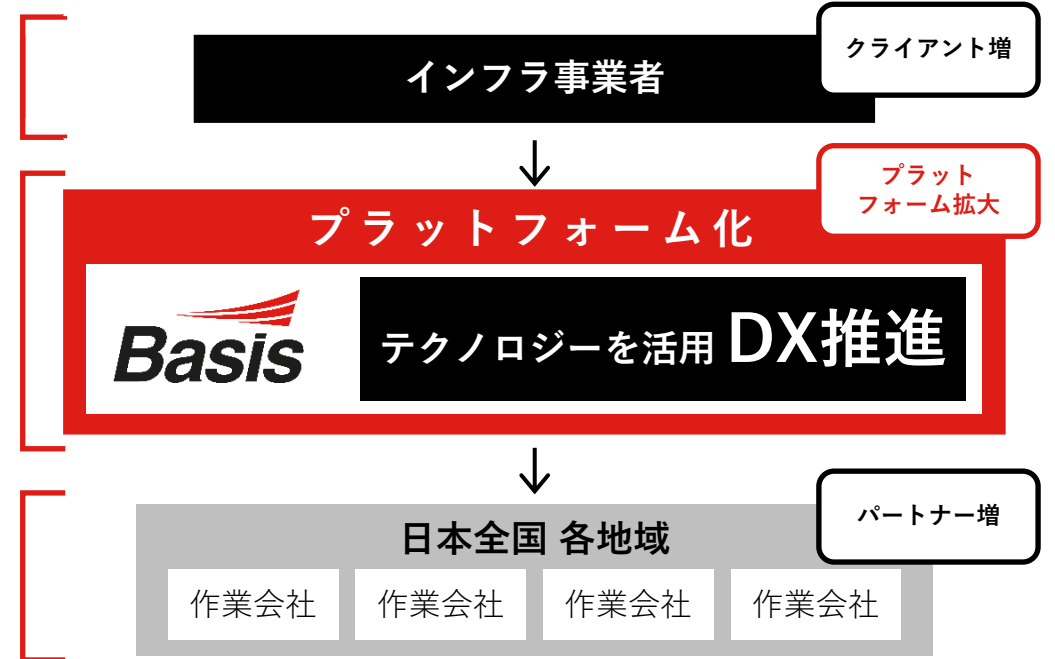 クライアント増
インフラ事業者
プラット
フォーム拡大
プラットフォーム化
Basis
テクノロジーを活用 DX推進
パートナー増
日本全国 各地域
作業会社 作業会社 作業会社 作業会社